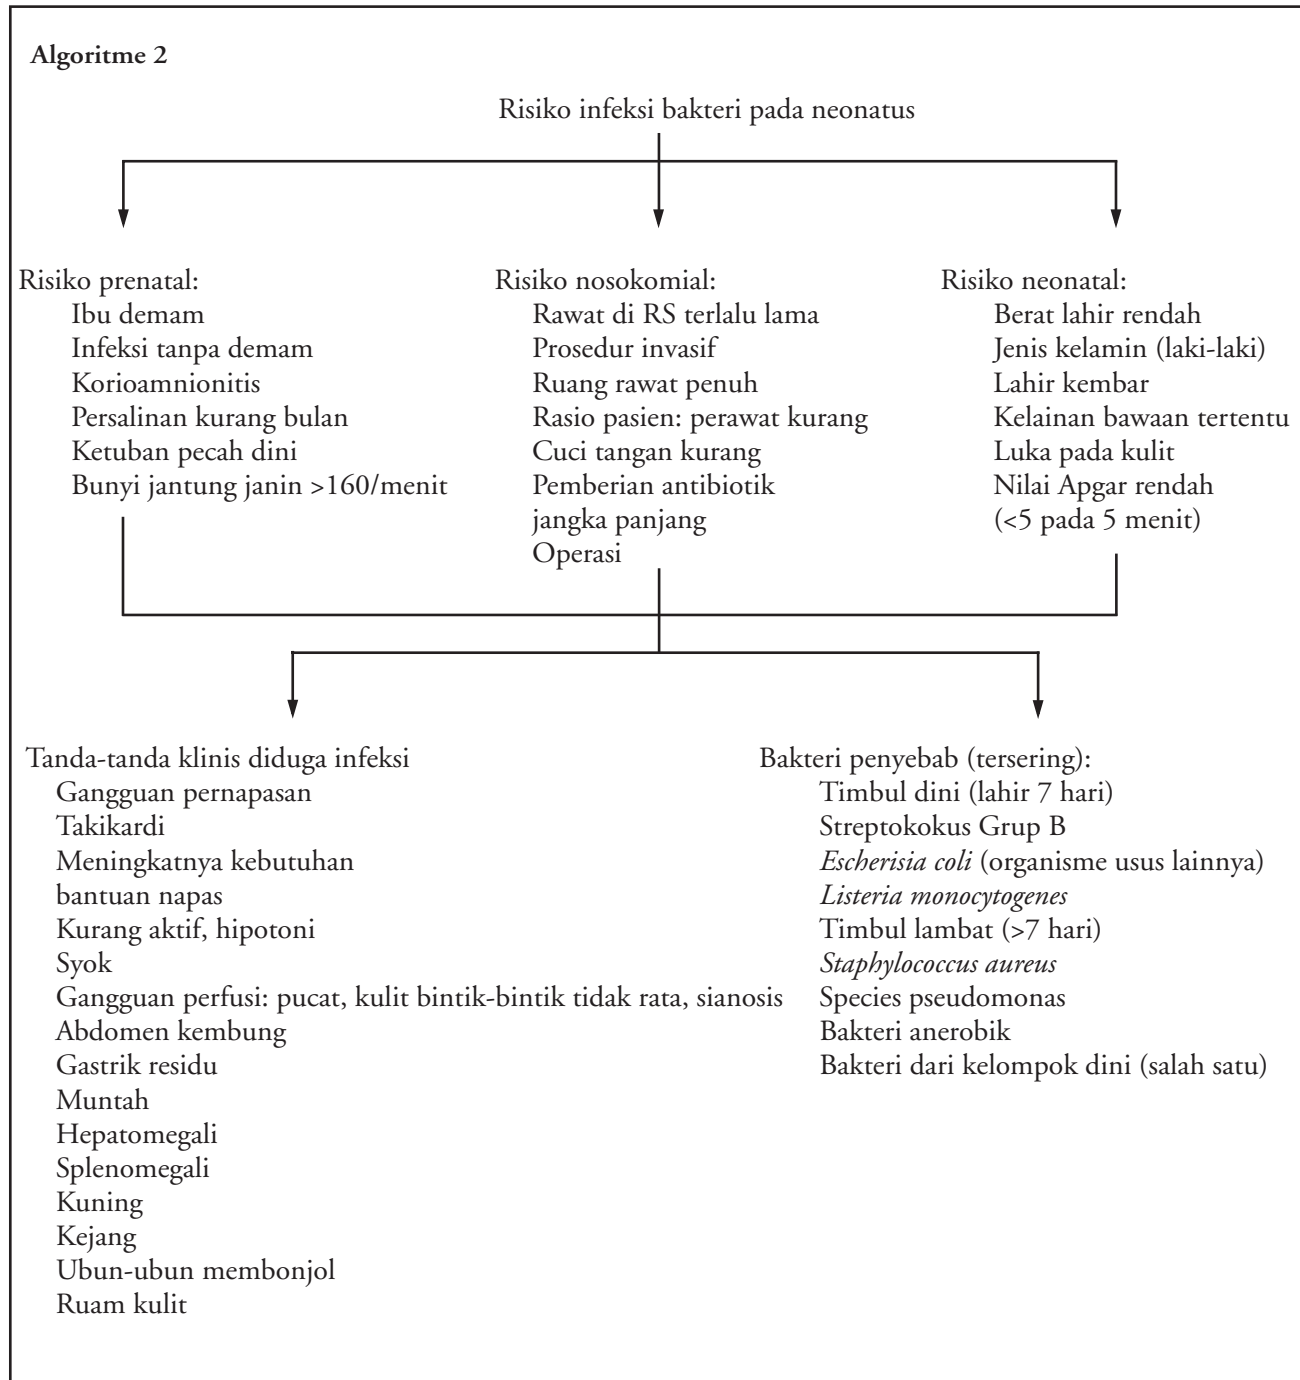 Algoritme 2
Risiko infeksi bakteri pada neonatus
Risiko prenatal:
Ibu demam
Infeksi tanpa demam
Korioamnionitis
Persalinan kurang bulan
Ketuban pecah dini
Bunyi jantung janin >160/menit
Risiko nosokomial:
Rawat di RS terlalu lama
Prosedur invasif
Ruang rawat penuh
Rasio pasien: perawat kurang
Cuci tangan kurang
Pemberian antibiotik
jangka panjang
Operasi
Risiko neonatal:
Berat lahir rendah
Jenis kelamin (laki-laki)
Lahir kembar
Kelainan bawaan tertentu
Luka pada kulit
Nilai Apgar rendah
(<5 pada 5 menit)
Tanda-tanda klinis diduga infeksi
Gangguan pernapasan
Takikardi
Meningkatnya kebutuhan
bantuan napas
Kurang aktif, hipotoni
Syok
Gangguan perfusi: pucat, kulit bintik-bintik tidak rata, sianosis
Abdomen kembung
Gastrik residu
Muntah
Hepatomegali
Splenomegali
Kuning
Kejang
Ubun-ubun membonjol
Ruam kulit
Bakteri penyebab (tersering):
Timbul dini (lahir 7 hari)
Streptokokus Grup B
Escherisia coli (organisme usus lainnya)
Listeria monocytogenes
Timbul lambat (>7 hari)
Staphylococcus aureus
Species pseudomonas
Bakteri anerobik
Bakteri dari kelompok dini (salah satu)